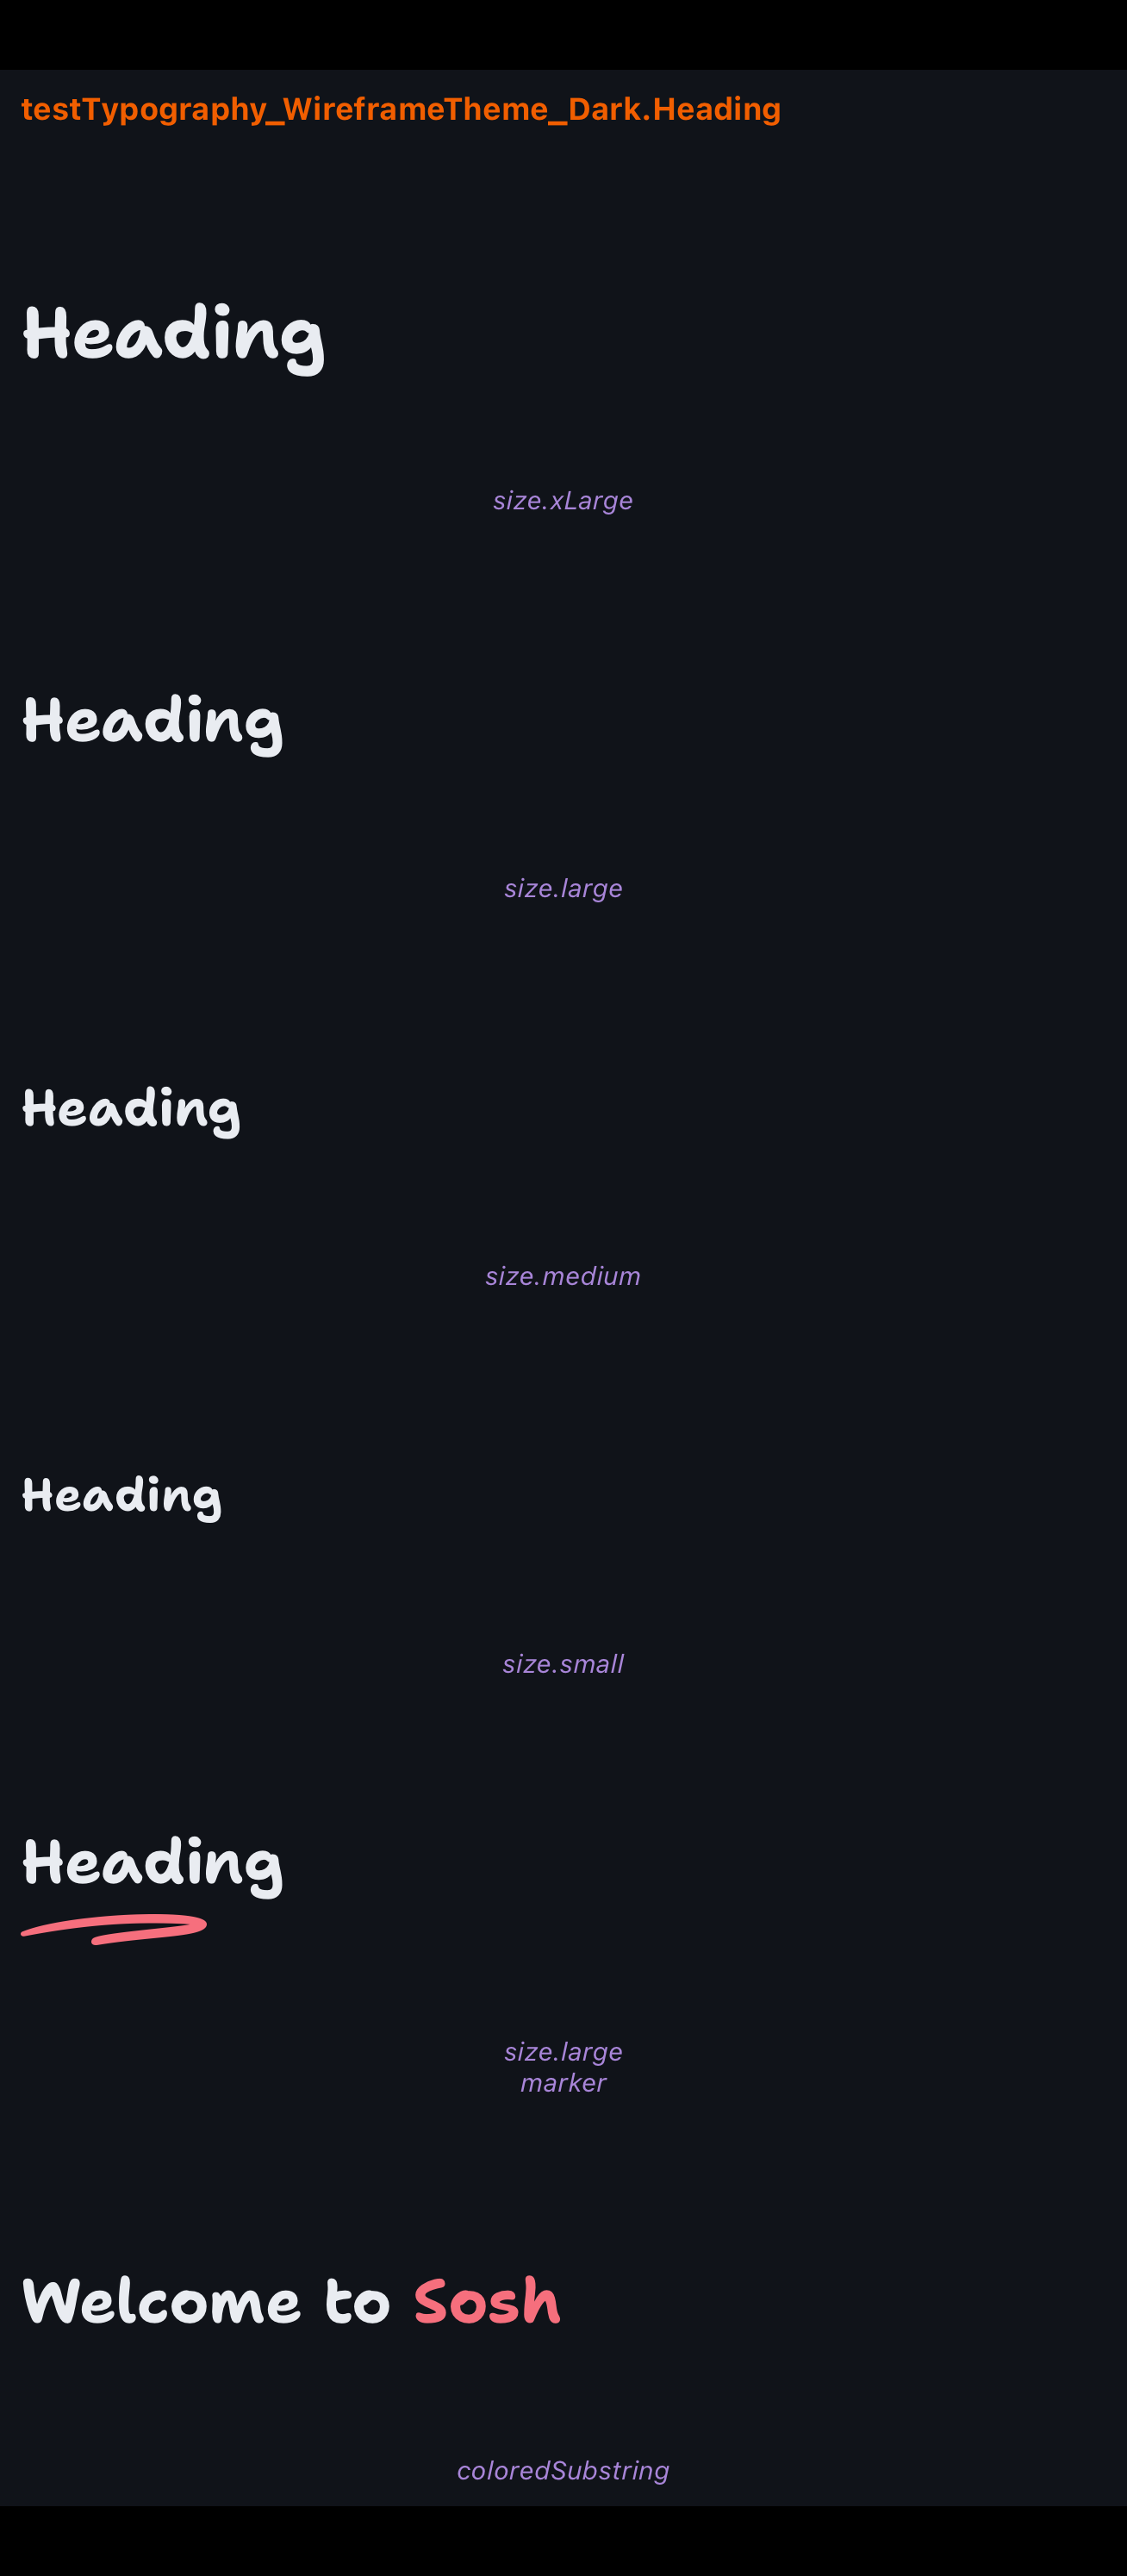 testTypography_WireframeTheme_Dark.Heading
Heading
size.xLarge
Heading
size.large
Heading
size.medium
Heading
size.small
Heading
size.large
marker
Welcome to Sosh
coloredSubstring